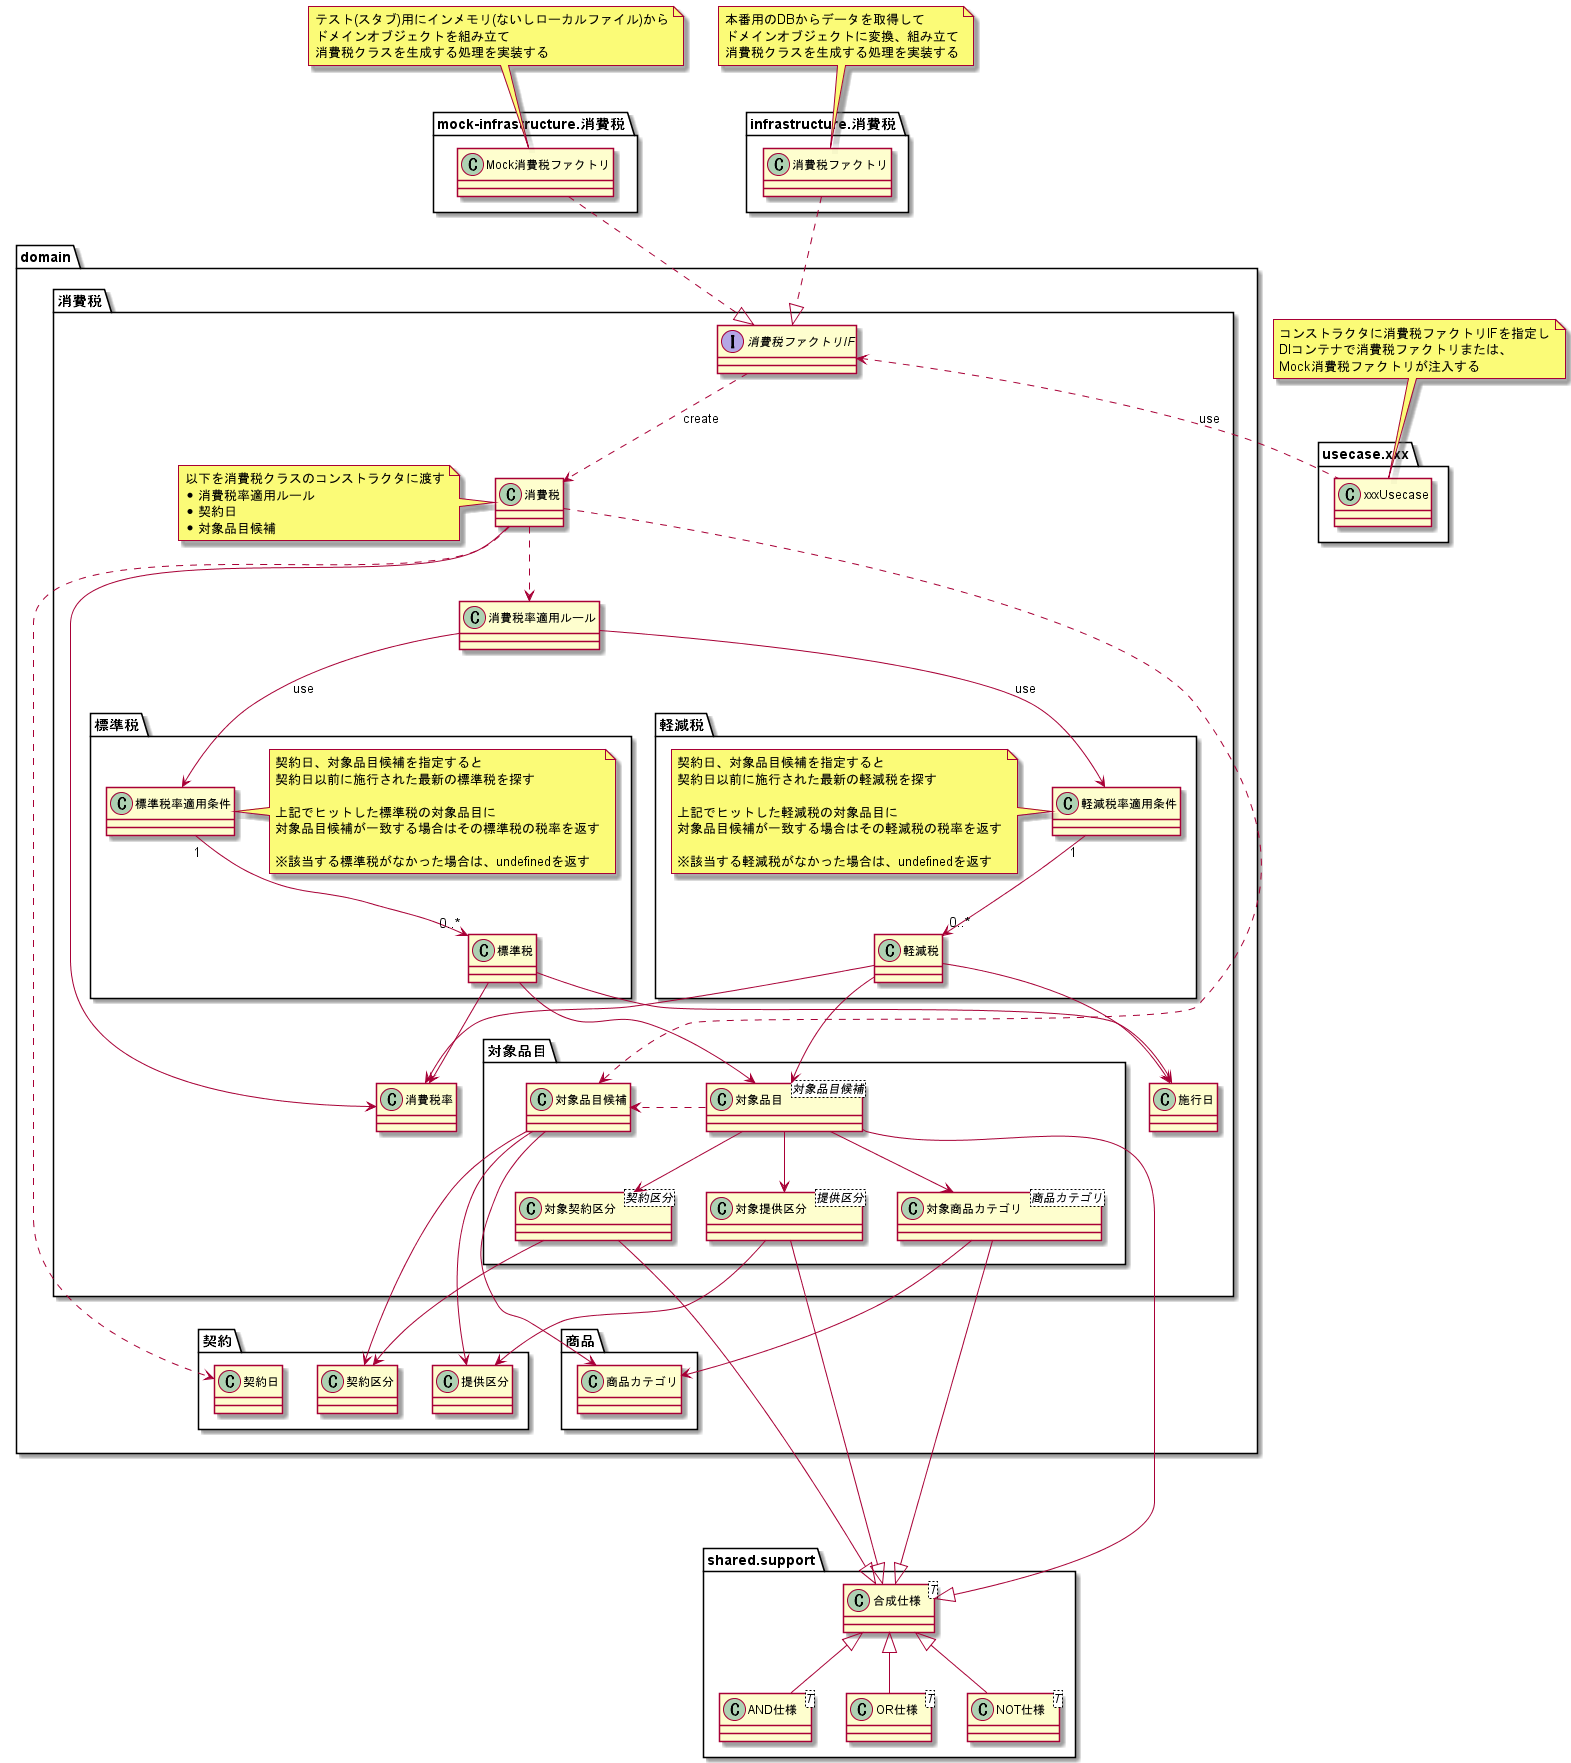 テスト(スタブ)用にインメモリ(ないしローカルファイル)から
ドメインオブジェクトを組み立て
消費税クラスを生成する処理を実装する
本番用のDBからデータを取得して
ドメインオブジェクトに変換、組み立て
消費税クラスを生成する処理を実装する
mock-infrastructure.消費税
C Mock消費税ファクトリ
infrastructure.消費税
C 消費税ファクトリ
domain
消費税
I 消費税ファクトリIF
コンストラクタに消費税ファクトリIFを指定し
DIコンテナで消費税ファクトリまたは、
Mock消費税ファクトリが注入する
create
use
usecase.xxx
C xxxUsecase
以下を消費税クラスのコンストラクタに渡す
• 消費税率適用ルール
• 契約日
• 対象品目候補
C 消費税
C 消費税率適用ルール
use
use
標準税
C 標準税率適用条件
契約日、対象品目候補を指定すると
契約日以前に施行された最新の標準税を探す
上記でヒットした標準税の対象品目に
対象品目候補が一致する場合はその標準税の税率を返す
※該当する標準税がなかった場合は、undefinedを返す
1
0..*
C 標準税
軽減税
契約日、対象品目候補を指定すると
契約日以前に施行された最新の軽減税を探す
上記でヒットした軽減税の対象品目に
対象品目候補が一致する場合はその軽減税の税率を返す
※該当する軽減税がなかった場合は、undefinedを返す
C 軽減税率適用条件
1
0..*
C 軽減税
C 消費税率
対象品目
C 対象品目候補
C 対象品目
対象品目候補
C 施行日
C 対象契約区分
契約区分
C 対象提供区分
提供区分
C 対象商品カテゴリ
商品カテゴリ
契約
C 契約日
C 契約区分
C 提供区分
商品
C 商品カテゴリ
shared.support
C 合成仕様
T
C AND仕様
T
C OR仕様
T
C NOT仕様
T